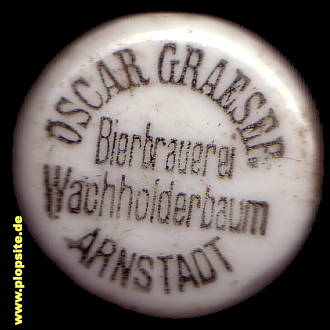 OSCAR GRAESER
Bierbrauerei
Wachholderbaum
ARNSTADT
www.plopsite.de